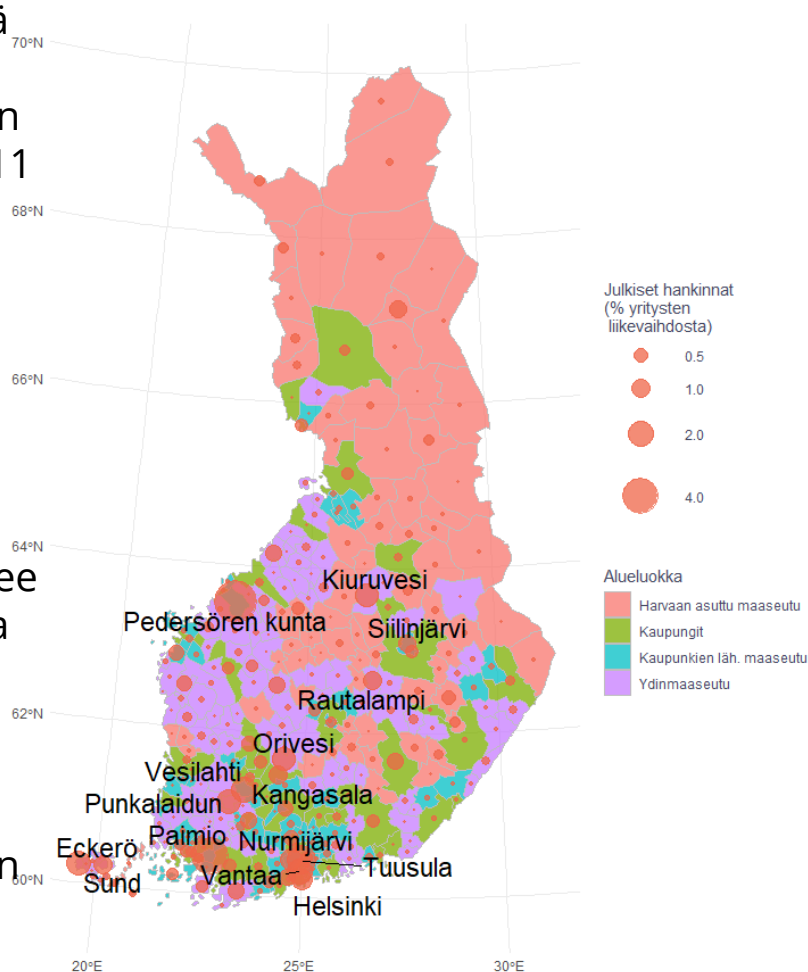 ä
n
11
ee
a
n
70°N
68°N
66°N
64°N
62°N
60°N
20°E
25°E
30°E
Kiuruvesi
Pedersören kunta
Siilinjärvi
Rautalampi
Orivesi
Vesilahti
Kangasala
Punkalaidun
Paimio
Nurmijärvi
Eckerö
Tuusula
Vantaa
Sund
Helsinki
Julkiset hankinnat
(% yritysten
liikevaihdosta)
0.5
1.0
2.0
4.0
Alueluokka
Harvaan asuttu maaseutu
Kaupungit
Kaupunkien läh. maaseutu
Ydinmaaseutu